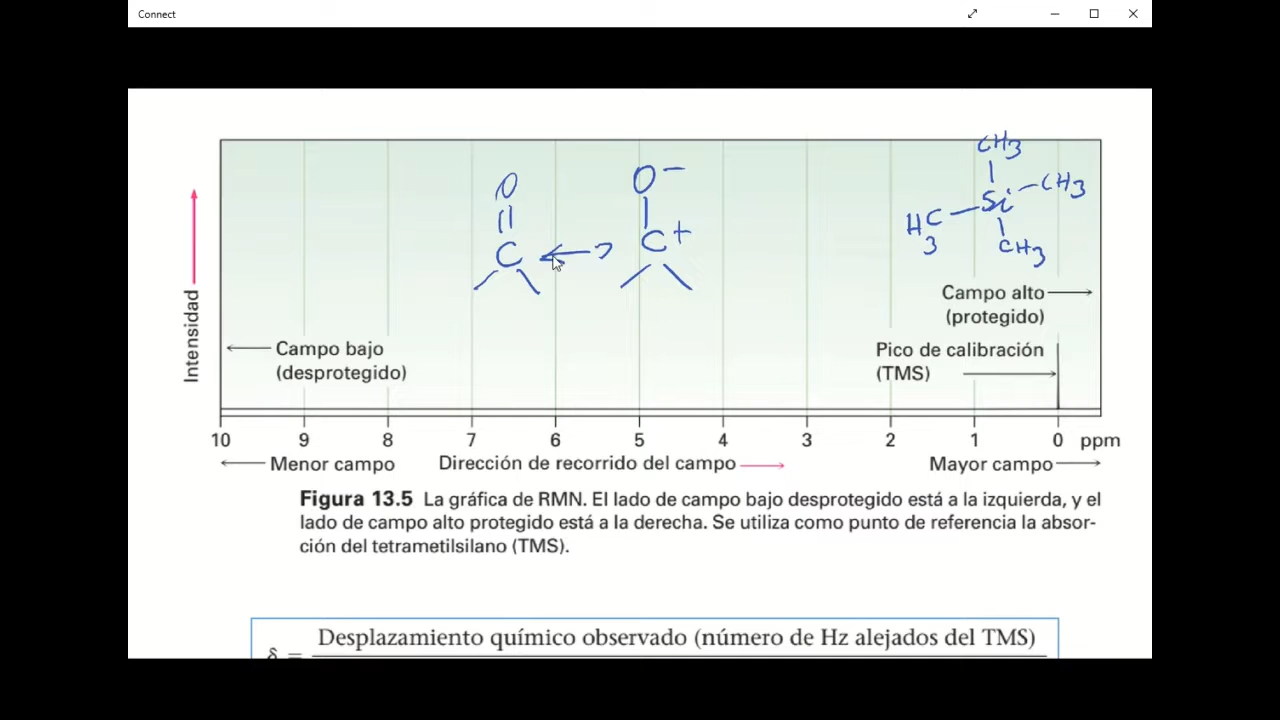 Connect
O
||
C
O−
C+
CH3
Si
CH3
H3C
CH3
Intensidad
Campo alto
(protegido)
Campo bajo
(desprotegido)
Pico de calibración
(TMS)
10 9 8 7 6 5 4 3 2 1 0 ppm
Menor campo Dirección de recorrido del campo Mayor campo
Figura 13.5 La gráfica de RMN. El lado de campo bajo desprotegido está a la izquierda, y el
lado de campo alto protegido está a la derecha. Se utiliza como punto de referencia la absor-
ción del tetrametilsilano (TMS).
Desplazamiento químico observado (número de Hz alejados del TMS)
δ =